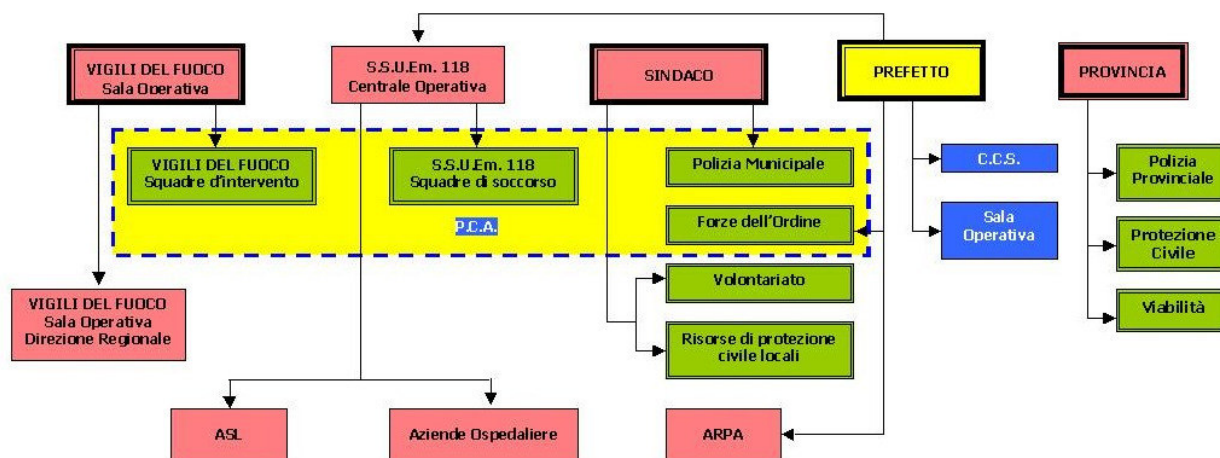 VIGILI DEL FUOCO
Sala Operativa
S.S.U.Em. 118
Centrale Operativa
SINDACO
PREFETTO
PROVINCIA
VIGILI DEL FUOCO
Squadre d'intervento
S.S.U.Em. 118
Squadre di soccorso
Polizia Municipale
C.C.S.
Polizia
Provinciale
P.C.A.
Forze dell'Ordine
Sala
Operativa
Protezione
Civile
VIGILI DEL FUOCO
Sala Operativa
Direzione Regionale
Volontariato
Viabilità
Risorse di protezione
civile locali
ASL
Aziende Ospedaliere
ARPA